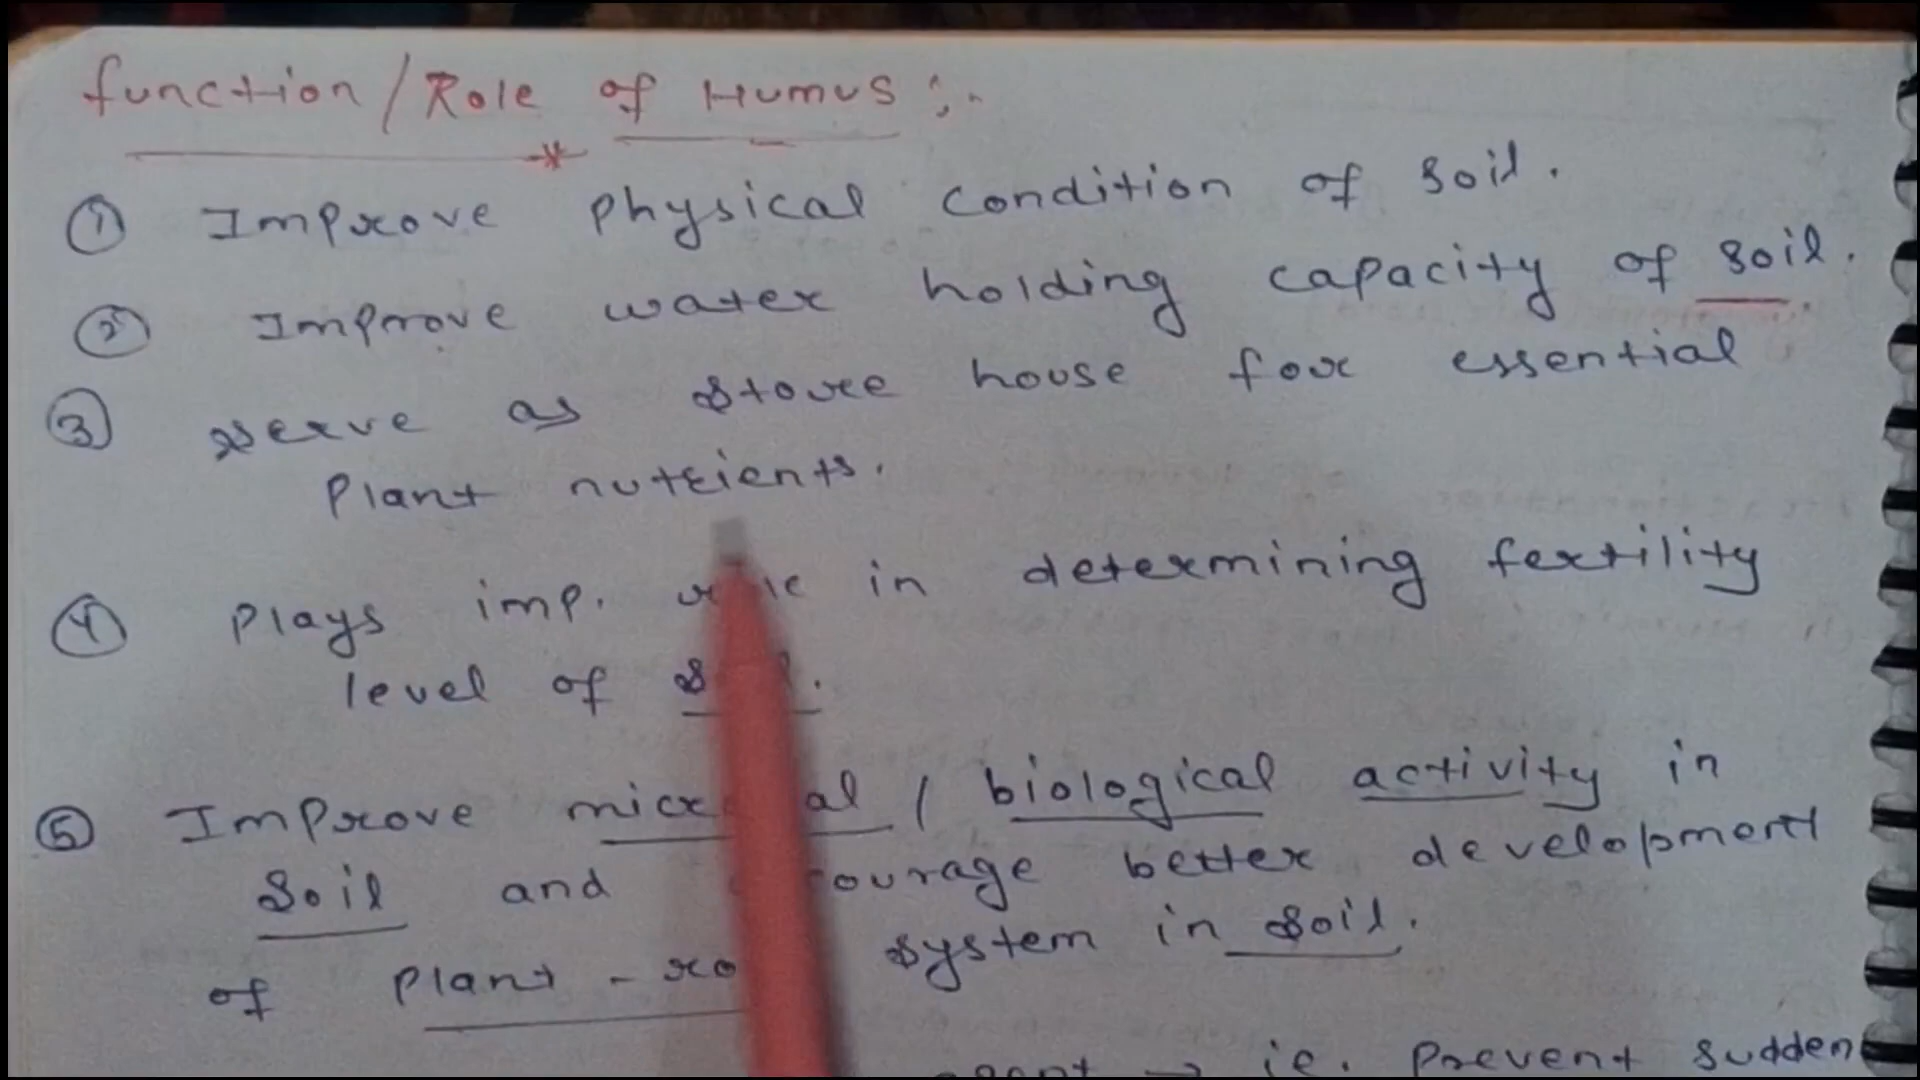 function/Role of Humus :-
① Improve physical condition of soil.
② Improve water holding capacity of soil.
③ serve as store house for essential
Plant nutrients.
④ Plays imp. in determining fertility
level of
⑤ Improve / biological activity in
soil and better development
of Plant - system in soil.
→ ie. Prevent sudden